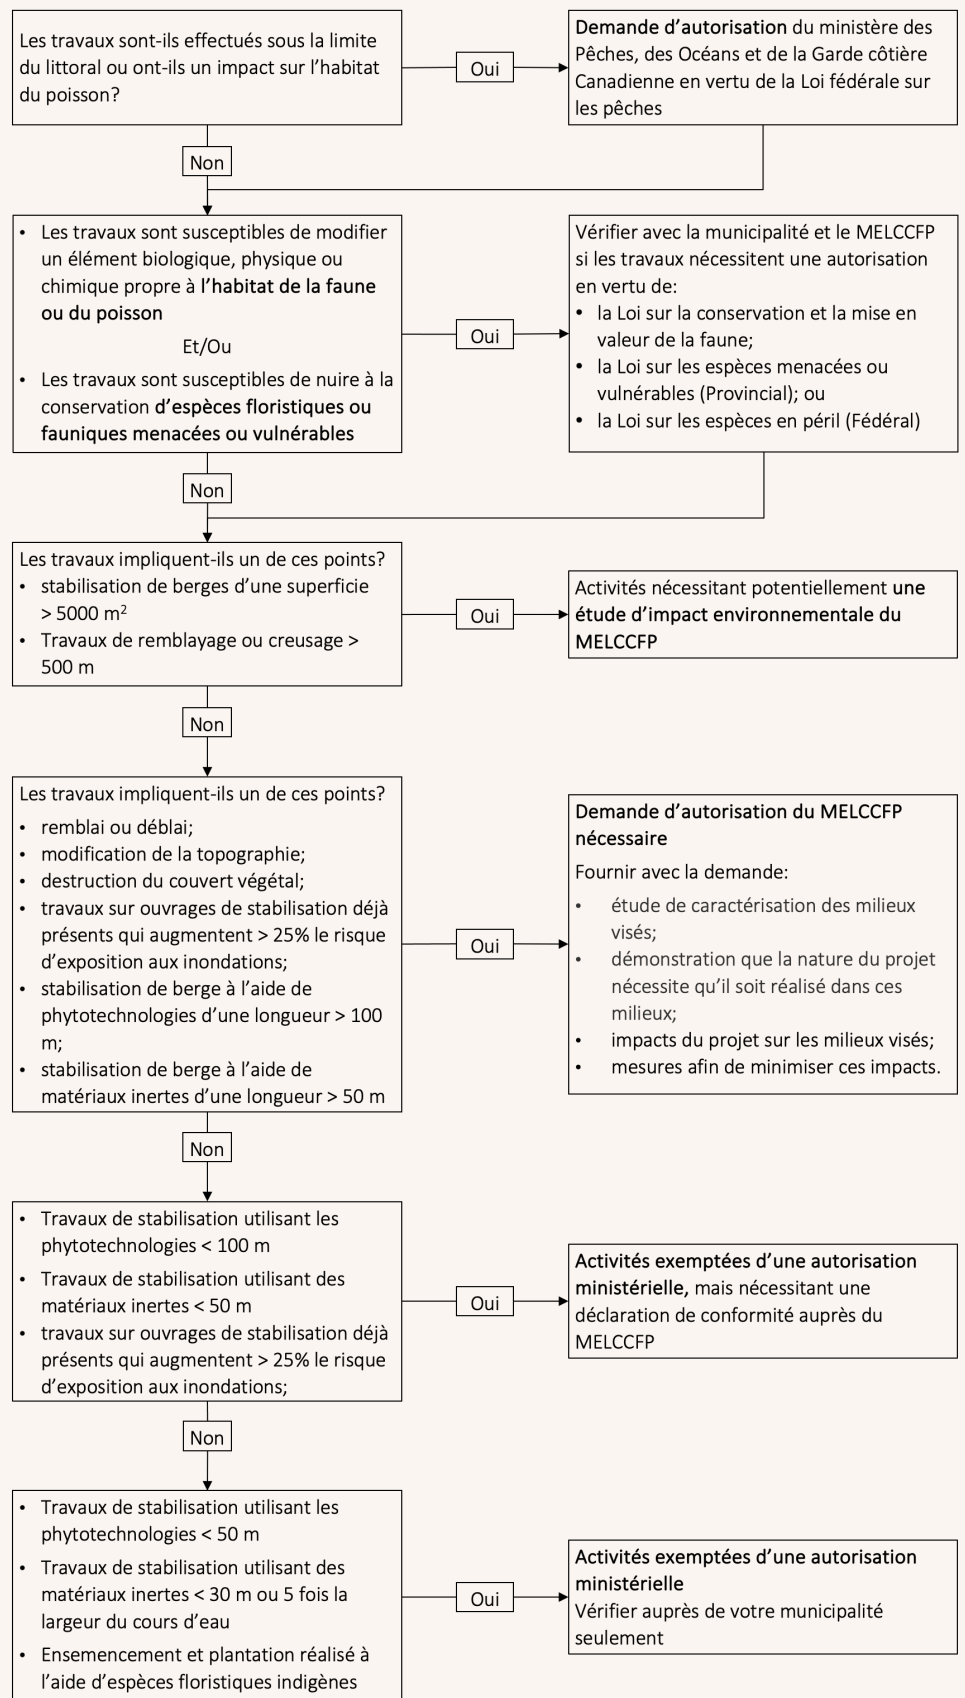 Les travaux sont-ils effectués sous la limite
du littoral ou ont-ils un impact sur l'habitat
du poisson?
Oui
Demande d'autorisation du ministère des
Pêches, des Océans et de la Garde côtière
Canadienne en vertu de la Loi fédérale sur
les pêches
Non
• Les travaux sont susceptibles de modifier
un élément biologique, physique ou
chimique propre à l'habitat de la faune
ou du poisson
Et/Ou
• Les travaux sont susceptibles de nuire à la
conservation d'espèces floristiques ou
fauniques menacées ou vulnérables
Oui
Vérifier avec la municipalité et le MELCCFP
si les travaux nécessitent une autorisation
en vertu de:
• la Loi sur la conservation et la mise en
valeur de la faune;
• la Loi sur les espèces menacées ou
vulnérables (Provincial); ou
• la Loi sur les espèces en péril (Fédéral)
Non
Les travaux impliquent-ils un de ces points?
• stabilisation de berges d'une superficie
> 5000 m²
• Travaux de remblayage ou creusage >
500 m
Oui
Activités nécessitant potentiellement une
étude d'impact environnementale du
MELCCFP
Non
Les travaux impliquent-ils un de ces points?
• remblai ou déblai;
• modification de la topographie;
• destruction du couvert végétal;
• travaux sur ouvrages de stabilisation déjà
présents qui augmentent > 25% le risque
d'exposition aux inondations;
• stabilisation de berge à l'aide de
phytotechnologies d'une longueur > 100
m;
• stabilisation de berge à l'aide de
matériaux inertes d'une longueur > 50 m
Oui
Demande d'autorisation du MELCCFP
nécessaire
Fournir avec la demande:
• étude de caractérisation des milieux
visés;
• démonstration que la nature du projet
nécessite qu'il soit réalisé dans ces
milieux;
• impacts du projet sur les milieux visés;
• mesures afin de minimiser ces impacts.
Non
• Travaux de stabilisation utilisant les
phytotechnologies < 100 m
• Travaux de stabilisation utilisant des
matériaux inertes < 50 m
• travaux sur ouvrages de stabilisation déjà
présents qui augmentent > 25% le risque
d'exposition aux inondations;
Oui
Activités exemptées d'une autorisation
ministérielle, mais nécessitant une
déclaration de conformité auprès du
MELCCFP
Non
• Travaux de stabilisation utilisant les
phytotechnologies < 50 m
• Travaux de stabilisation utilisant des
matériaux inertes < 30 m ou 5 fois la
largeur du cours d'eau
• Ensemencement et plantation réalisé à
l'aide d'espèces floristiques indigènes
Oui
Activités exemptées d'une autorisation
ministérielle
Vérifier auprès de votre municipalité
seulement